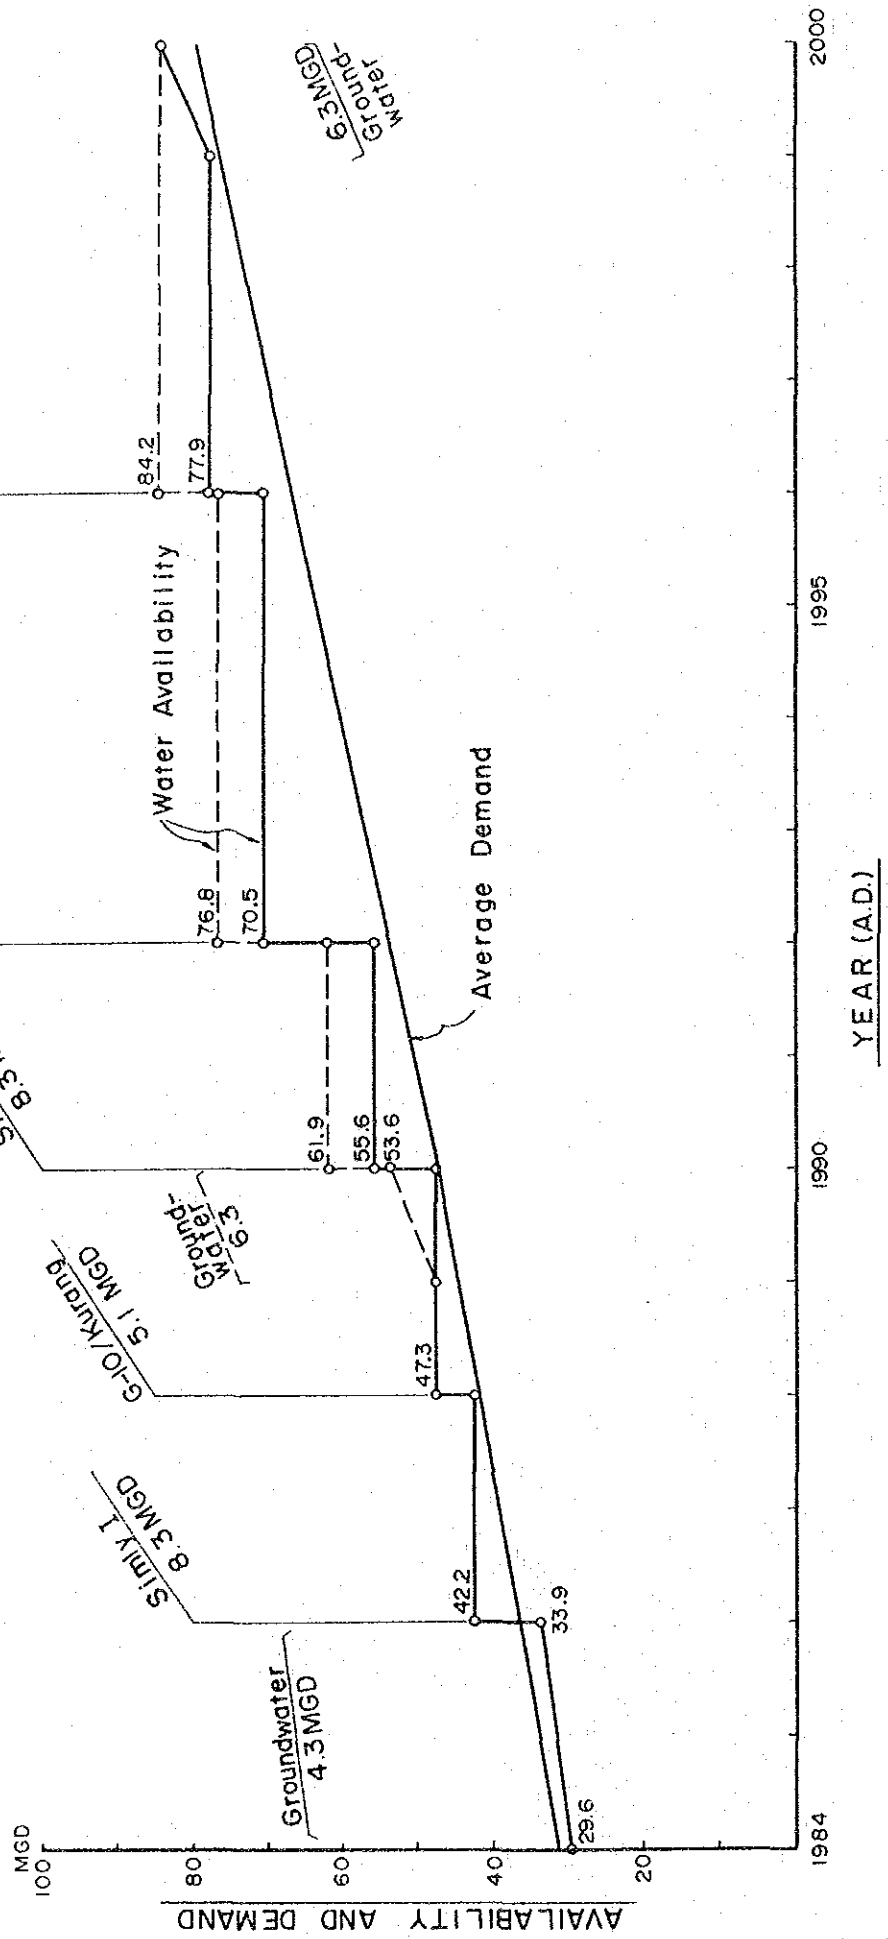 MGD
100
80
60
40
20
AVAILABILITY AND DEMAND
Groundwater
4.3 MGD
Simly I
8.3 MGD
G-10/Kurang
5.1 MGD
Ground-
water
6.3
8.3
29.6
33.9
42.2
47.3
53.6
55.6
61.9
70.5
76.8
77.9
84.2
Water Availability
Average Demand
6.3MGD
Ground-
water
1984
1990
1995
2000
YEAR (A.D.)